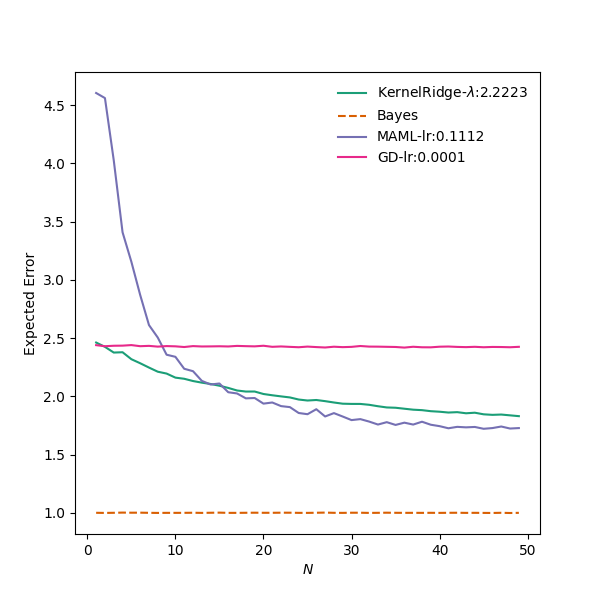 KernelRidge-λ:2.2223
Bayes
MAML-lr:0.1112
GD-lr:0.0001
4.5
4.0
3.5
3.0
2.5
2.0
1.5
1.0
Expected Error
0 10 20 30 40 50
N